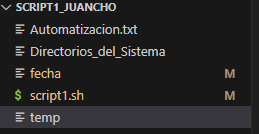 SCRIPT1_JUANCHO
Automatizacion.txt
Directorios_del_Sistema
fecha M
$ script1.sh M
temp